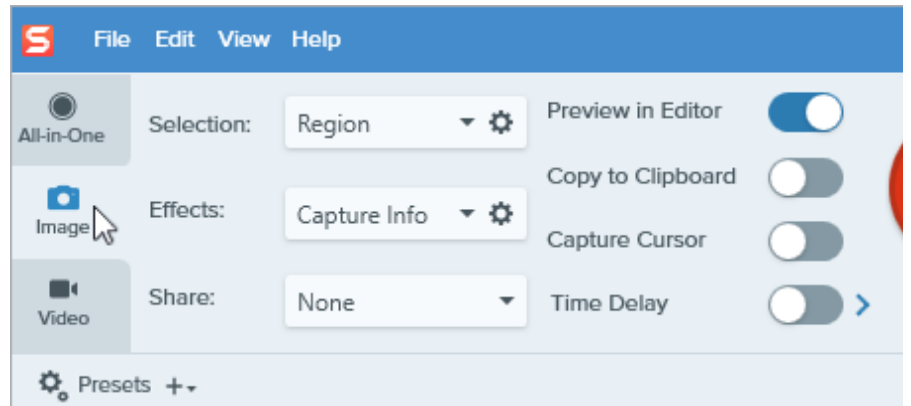 File Edit View Help
All-in-One
Image
Video
Selection: Region
Effects: Capture Info
Share: None
Preview in Editor
Copy to Clipboard
Capture Cursor
Time Delay
Presets